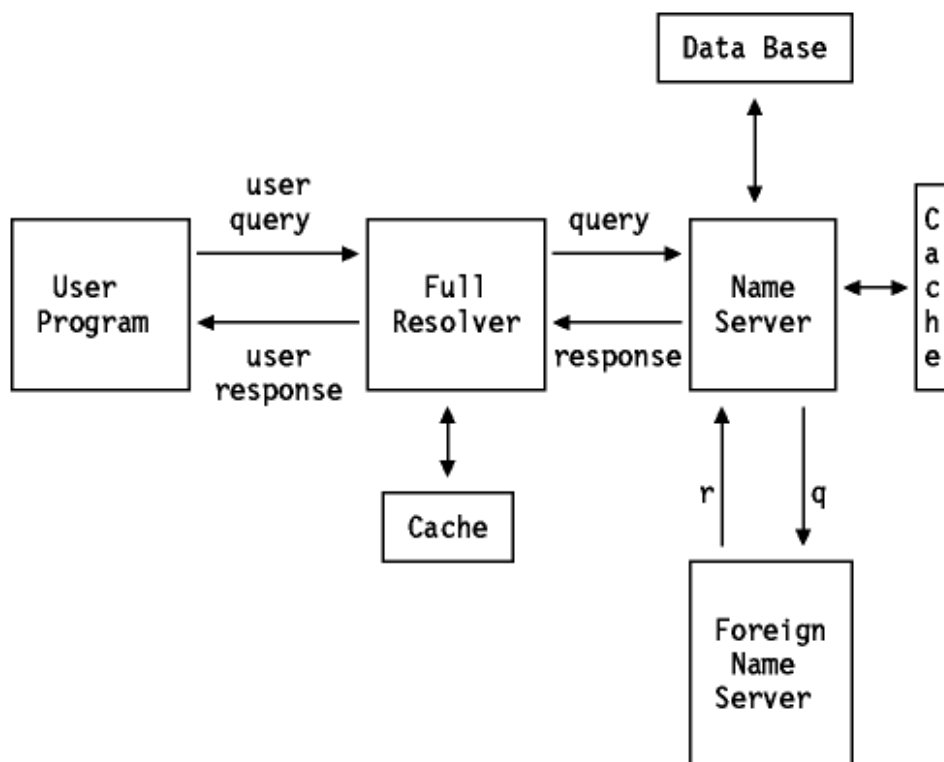 Data Base
user
query
query
User
Program
Full
Resolver
Name
Server
C
a
c
h
e
user
response
response
Cache
r
q
Foreign
Name
Server